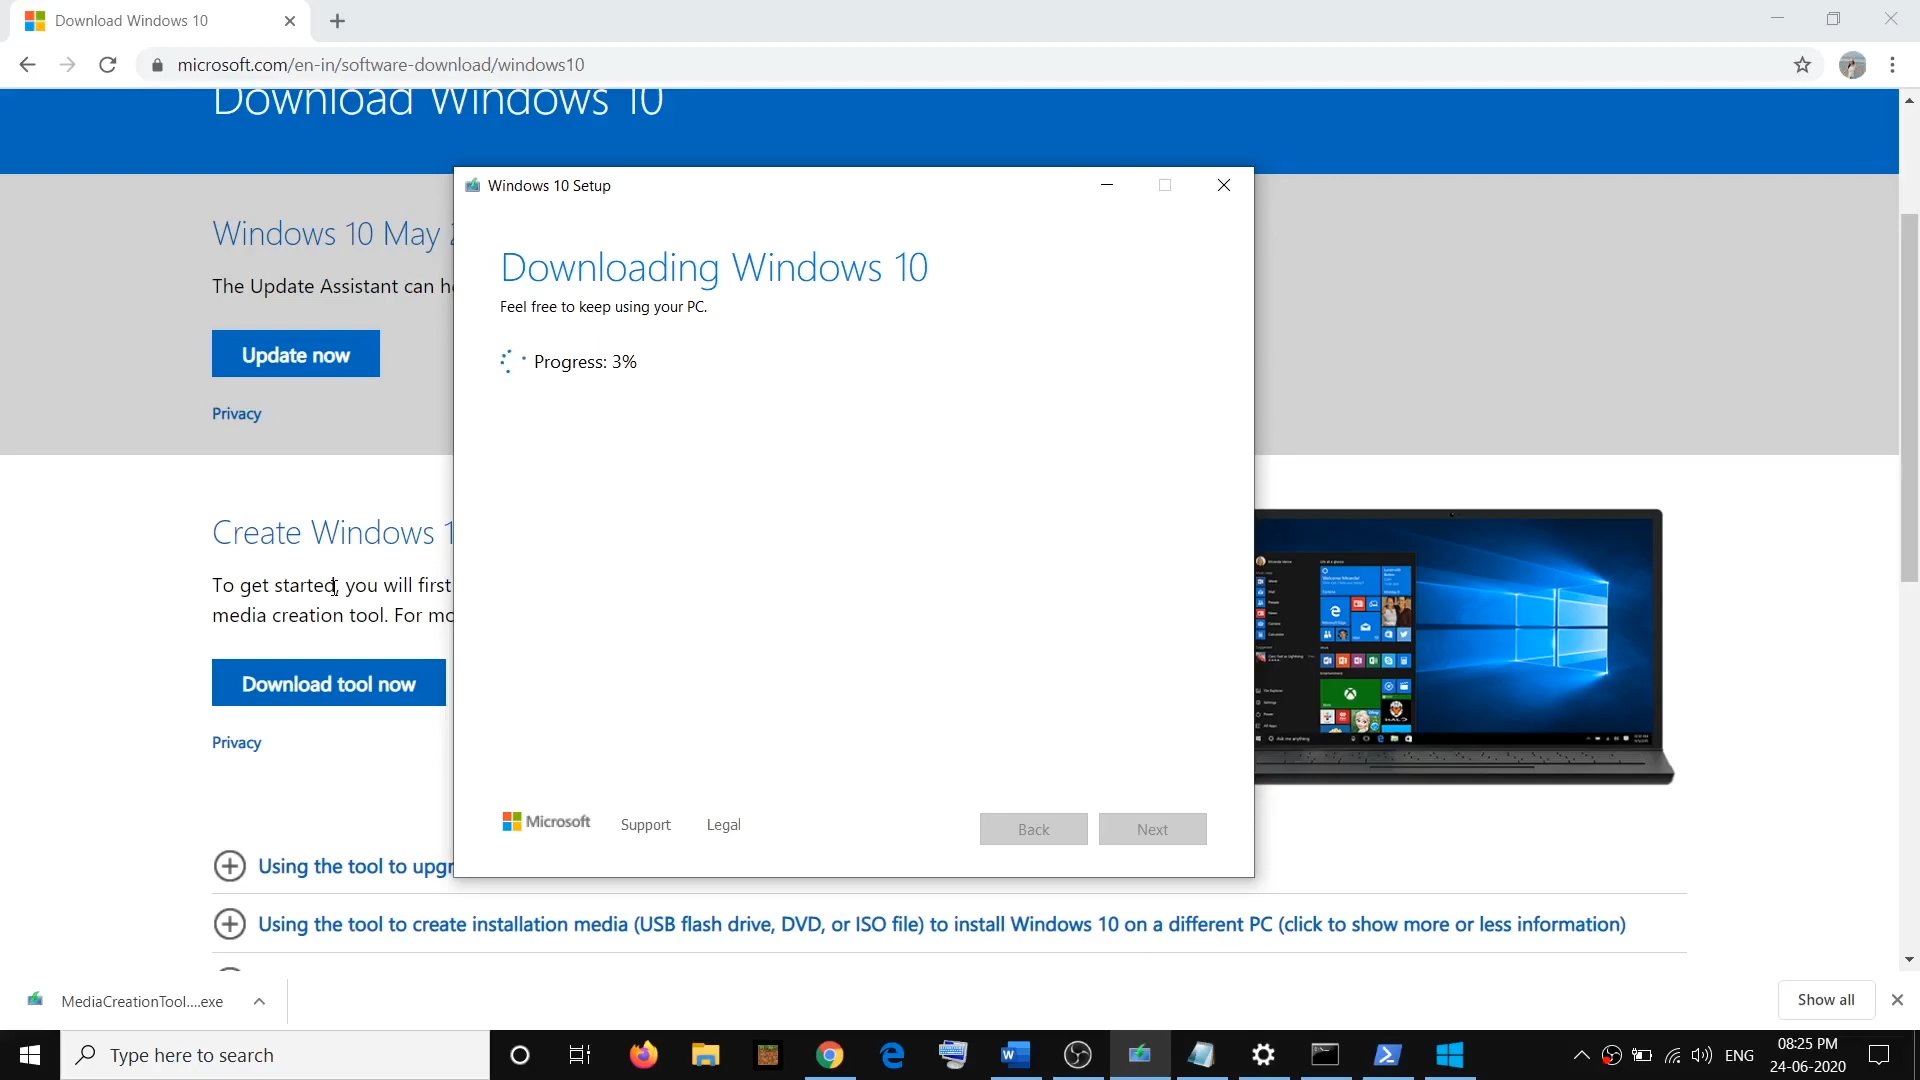 Download Windows 10
microsoft.com/en-in/software-download/windows10
Download Windows 10
Windows 10 Setup
Windows 10 May
Downloading Windows 10
The Update Assistant can
Feel free to keep using your PC.
Update now
Progress: 3%
Privacy
Create Windows
To get started, you will first
media creation tool. For
Download tool now
Privacy
Microsoft
Support
Legal
Back
Next
Using the tool to
Using the tool to create installation media (USB flash drive, DVD, or ISO file) to install Windows 10 on a different PC (click to show more or less information)
MediaCreationTool....exe
Show all
Type here to search
ENG
08:25 PM
24-06-2020